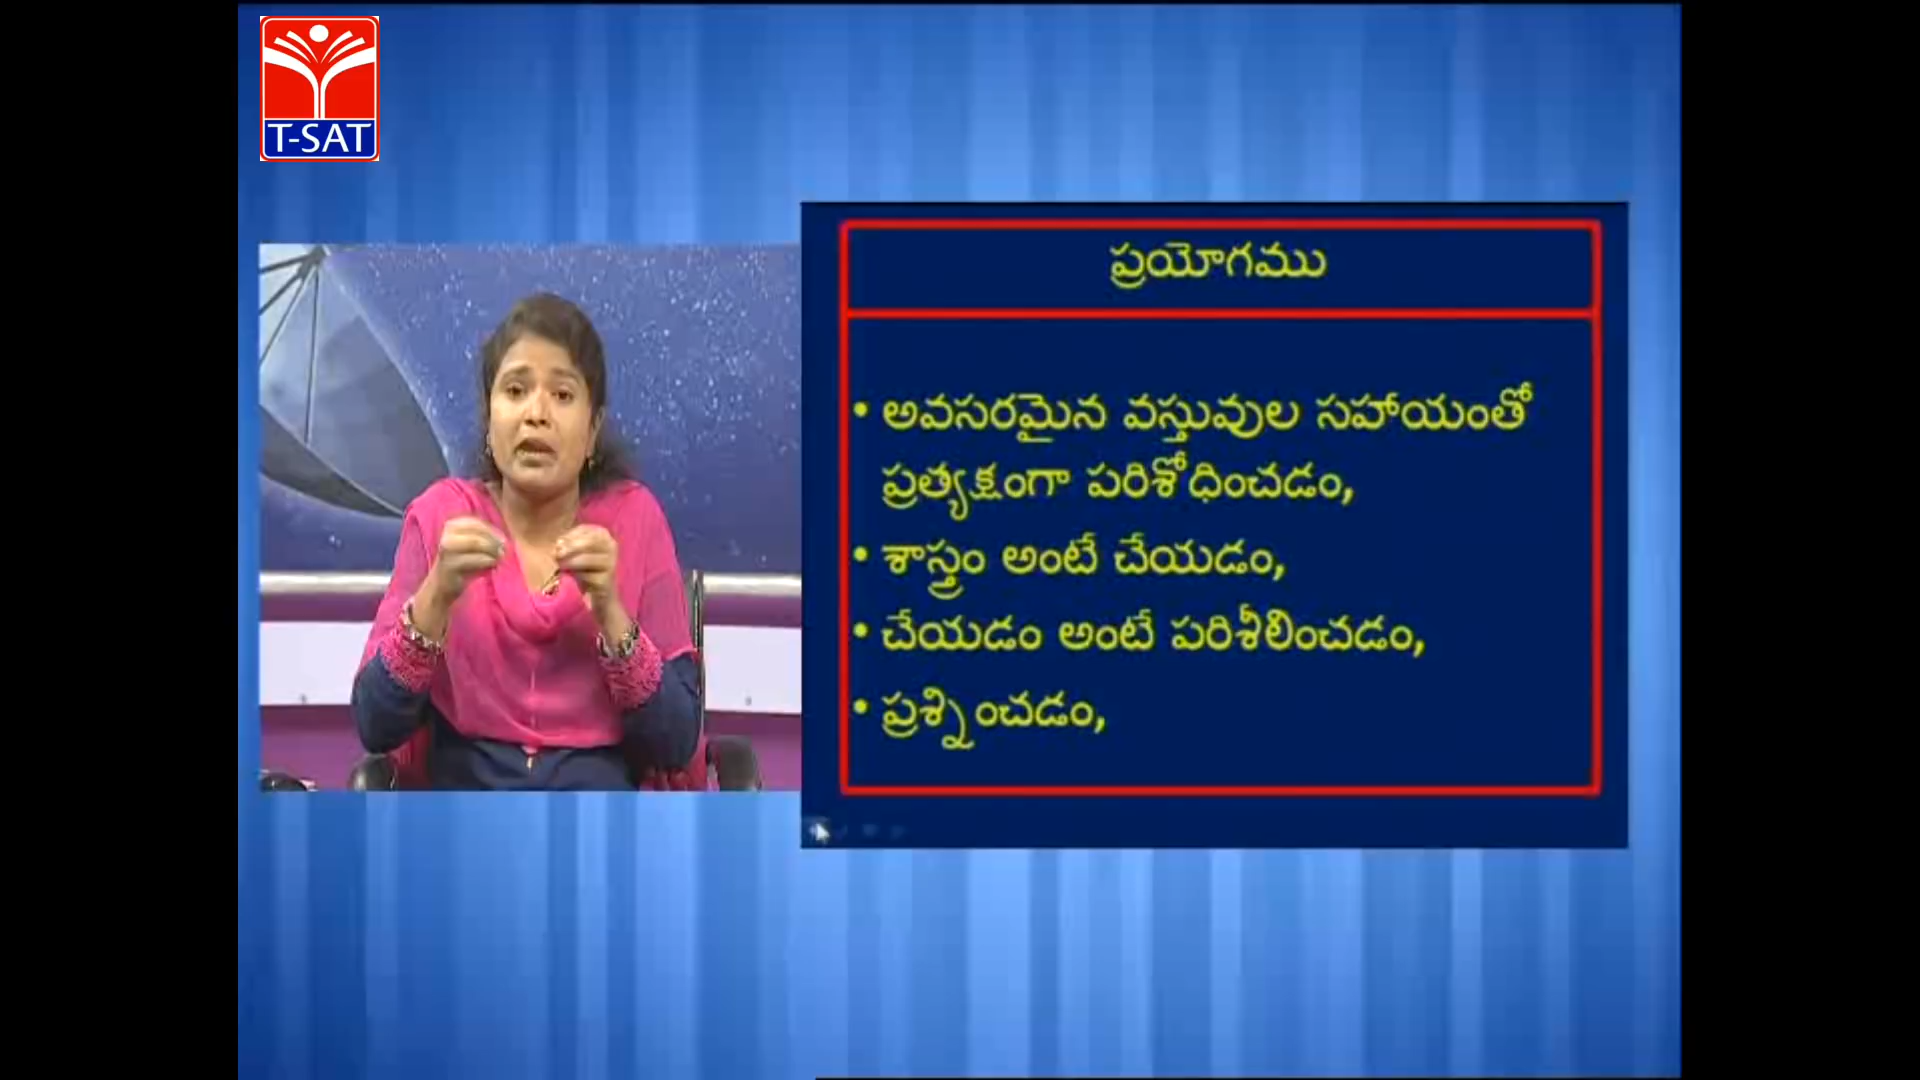 T-SAT
ప్రయోగము
• అవసరమైన వస్తువుల సహాయంతో
ప్రత్యక్షంగా పరిశోధించడం,
• శాస్త్రం అంటే చేయడం,
• చేయడం అంటే పరిశీలించడం,
• ప్రశ్నించడం,